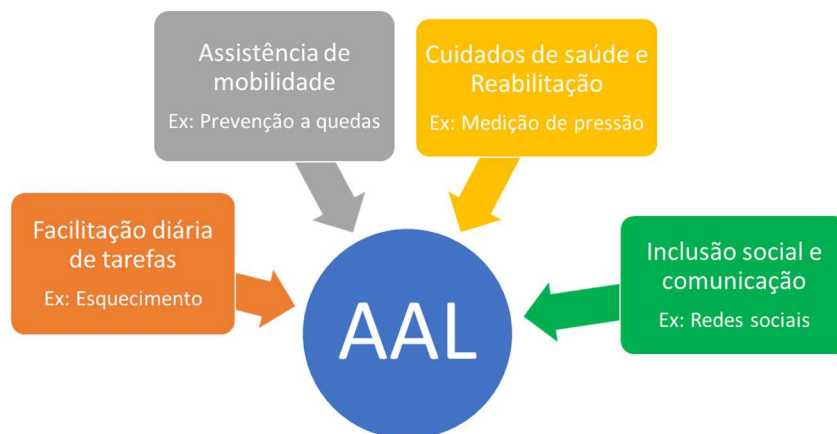 Assistência de
mobilidade
Ex: Prevenção a quedas
Cuidados de saúde e
Reabilitação
Ex: Medição de pressão
Facilitação diária
de tarefas
Ex: Esquecimento
Inclusão social e
comunicação
Ex: Redes sociais
AAL